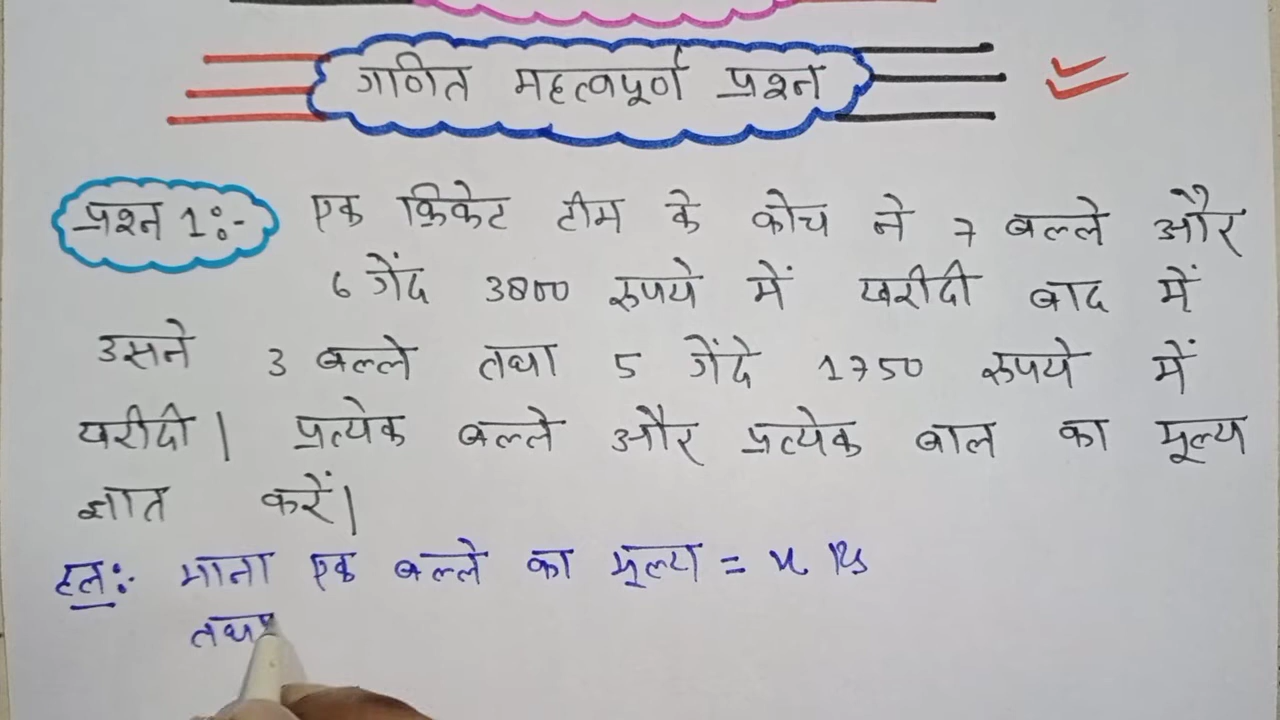 गणित महत्वपूर्ण प्रश्न
प्रश्न 1:- एक क्रिकेट टीम के कोच ने 7 बल्ले और
6 गेंद 3800 रुपये में खरीदी बाद में
उसने 3 बल्ले तथा 5 गेंदे 1750 रुपये में
खरीदी। प्रत्येक बल्ले और प्रत्येक बाल का मूल्य
ज्ञात करें।
हल:- माना एक बल्ले का मूल्य = x Rs
तथा